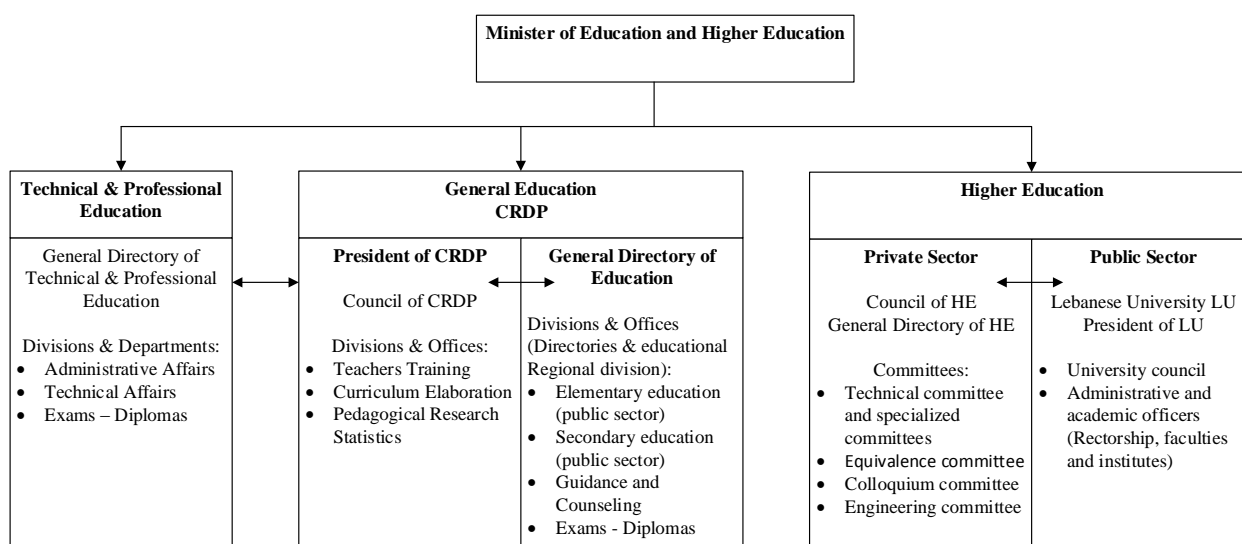 Minister of Education and Higher Education
Technical & Professional
Education
General Directory of
Technical & Professional
Education
Divisions & Departments:
• Administrative Affairs
• Technical Affairs
• Exams – Diplomas
General Education
CRDP
President of CRDP
Council of CRDP
Divisions & Offices:
• Teachers Training
• Curriculum Elaboration
• Pedagogical Research
Statistics
General Directory of
Education
Divisions & Offices
(Directories & educational
Regional division):
• Elementary education
(public sector)
• Secondary education
(public sector)
• Guidance and
Counseling
• Exams - Diplomas
Higher Education
Private Sector
Council of HE
General Directory of HE
Committees:
• Technical committee
and specialized
committees
• Equivalence committee
• Colloquium committee
• Engineering committee
Public Sector
Lebanese University LU
President of LU
• University council
• Administrative and
academic officers
(Rectorship, faculties
and institutes)